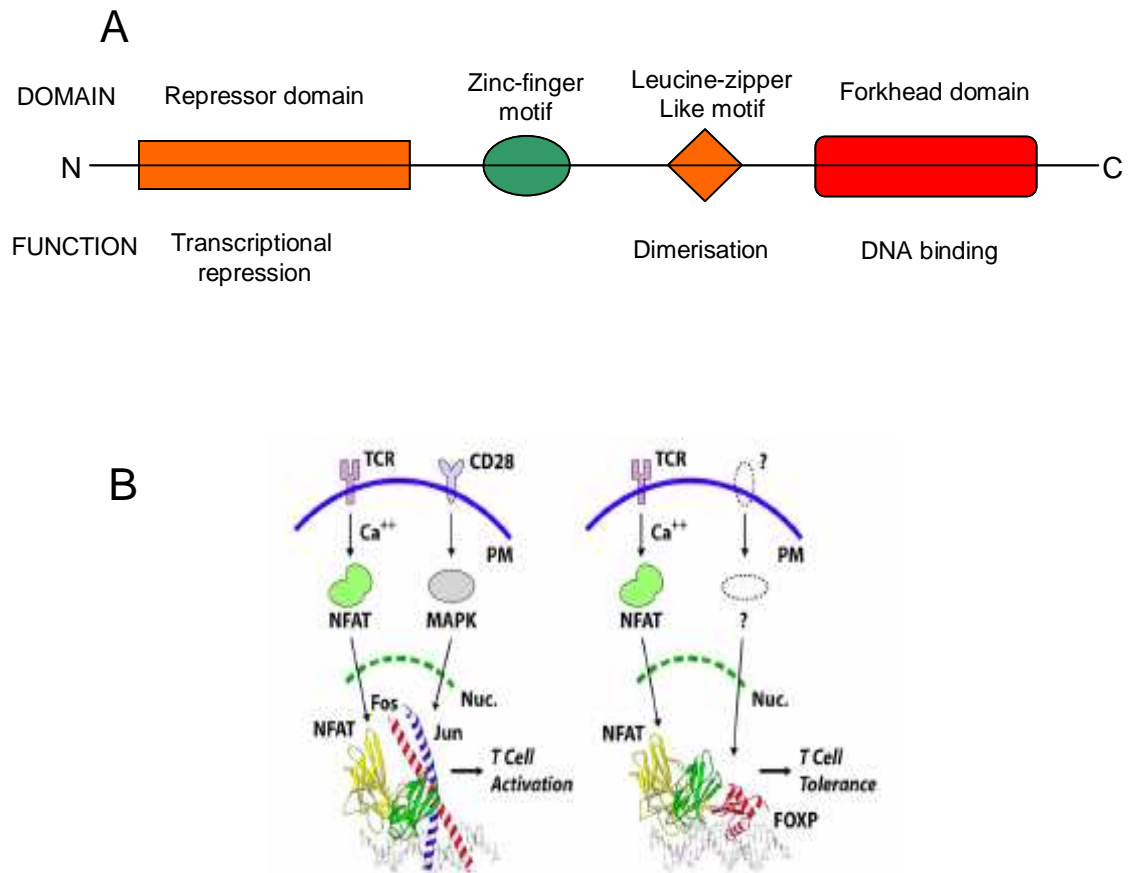 A
DOMAIN
Repressor domain
Zinc-finger
motif
Leucine-zipper
Like motif
Forkhead domain
N
C
FUNCTION
Transcriptional
repression
Dimerisation
DNA binding
B
TCR
CD28
Ca++
PM
NFAT
MAPK
Nuc.
Fos
NFAT
Jun
T Cell
Activation
TCR
?
Ca++
PM
NFAT
?
Nuc.
NFAT
T Cell
Tolerance
FOXP